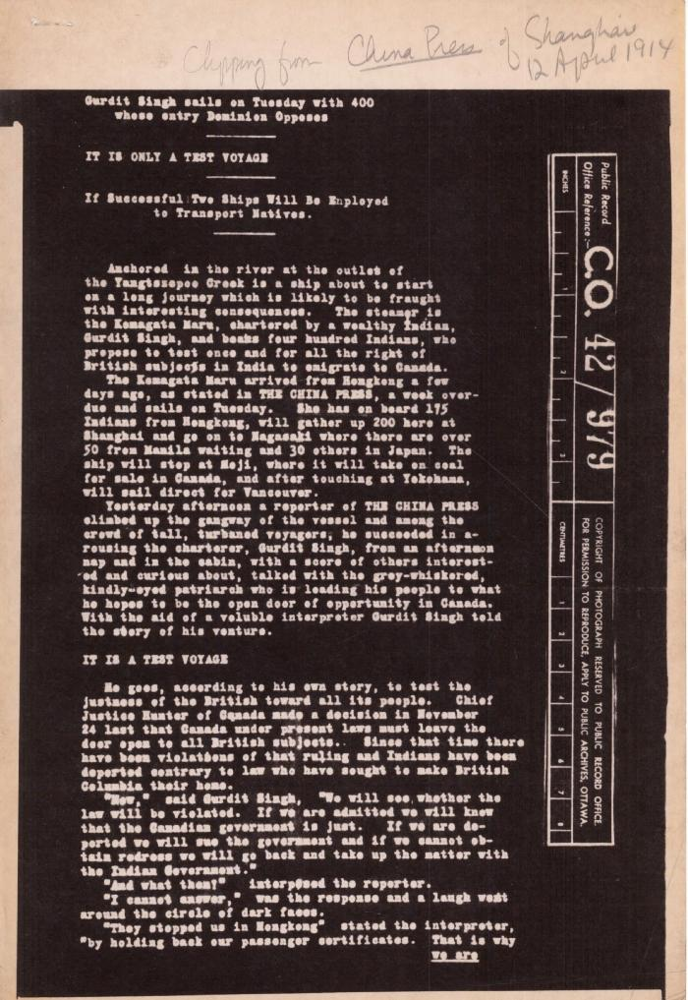 Clipping from China Press of Shanghai
12 April 1914
Gurdit Singh sails on Tuesday with 400
whose entry Dominion Opposes
IT IS ONLY A TEST VOYAGE
If Successful Two Ships Will Be Employed
to Transport Natives.
Anchored in the river at the outlet of
the Yangtszepoo Creek is a ship about to start
on a long journey which is likely to be fraught
with interesting consequences. The steamer is
the Komagata Maru, chartered by a wealthy Indian,
Gurdit Singh, and beaks four hundred Indians, who
propose to test once and for all the right of
British subjects in India to emigrate to Canada.
The Komagata Maru arrived from Hongkong a few
days ago, as stated in THE CHINA PRESS, a week over-
due and sails on Tuesday. She has on board 175
Indians from Hongkong, will gather up 200 here at
Shanghai and go on to Nagasaki where there are over
50 from Manila waiting and 30 others in Japan. The
ship will stop at Moji, where it will take on coal
for sale in Canada, and after touching at Yokohama,
will sail direct for Vancouver.
Yesterday afternoon a reporter of THE CHINA PRESS
climbed up the gangway of the vessel and among the
crowd of tall, turbaned voyagers, he succeeded in a-
rousing the charterer, Gurdit Singh, from an afternoon
nap and in the cabin, with a score of others interest-
ed and curious about, talked with the grey-whiskered,
kindly-eyed patriarch who is leading his people to what
he hopes to be the open door of opportunity in Canada.
With the aid of a voluble interpreter Gurdit Singh told
the story of his venture.
IT IS A TEST VOYAGE
He goes, according to his own story, to test the
justness of the British toward all its people. Chief
Justice Hunter of Canada made a decision in November
24 last that Canada under present laws must leave the
door open to all British subjects.. Since that time there
have been violations of that ruling and Indians have been
deported contrary to law who have sought to make British
Columbia their home.
"Now," said Gurdit Singh, "We will see whether the
law will be violated. If we are admitted we will know
that the Canadian government is just. If we are de-
ported we will sue the government and if we cannot ob-
tain redress we will go back and take up the matter with
the Indian Government."
"And what then?" interposed the reporter.
"I cannot answer," was the response and a laugh went
around the circle of dark faces.
"They stopped us in Hongkong" stated the interpreter,
"by holding back our passenger certificates. That is why
we are
Public Record
Office Reference :-
C.O. 42 / 979
INCHES
1
2
3
COPYRIGHT OF PHOTOGRAPH RESERVED TO PUBLIC RECORD OFFICE.
FOR PERMISSION TO REPRODUCE, APPLY TO PUBLIC ARCHIVES, OTTAWA.
CENTIMETRES
1
2
3
4
5
6
7
8